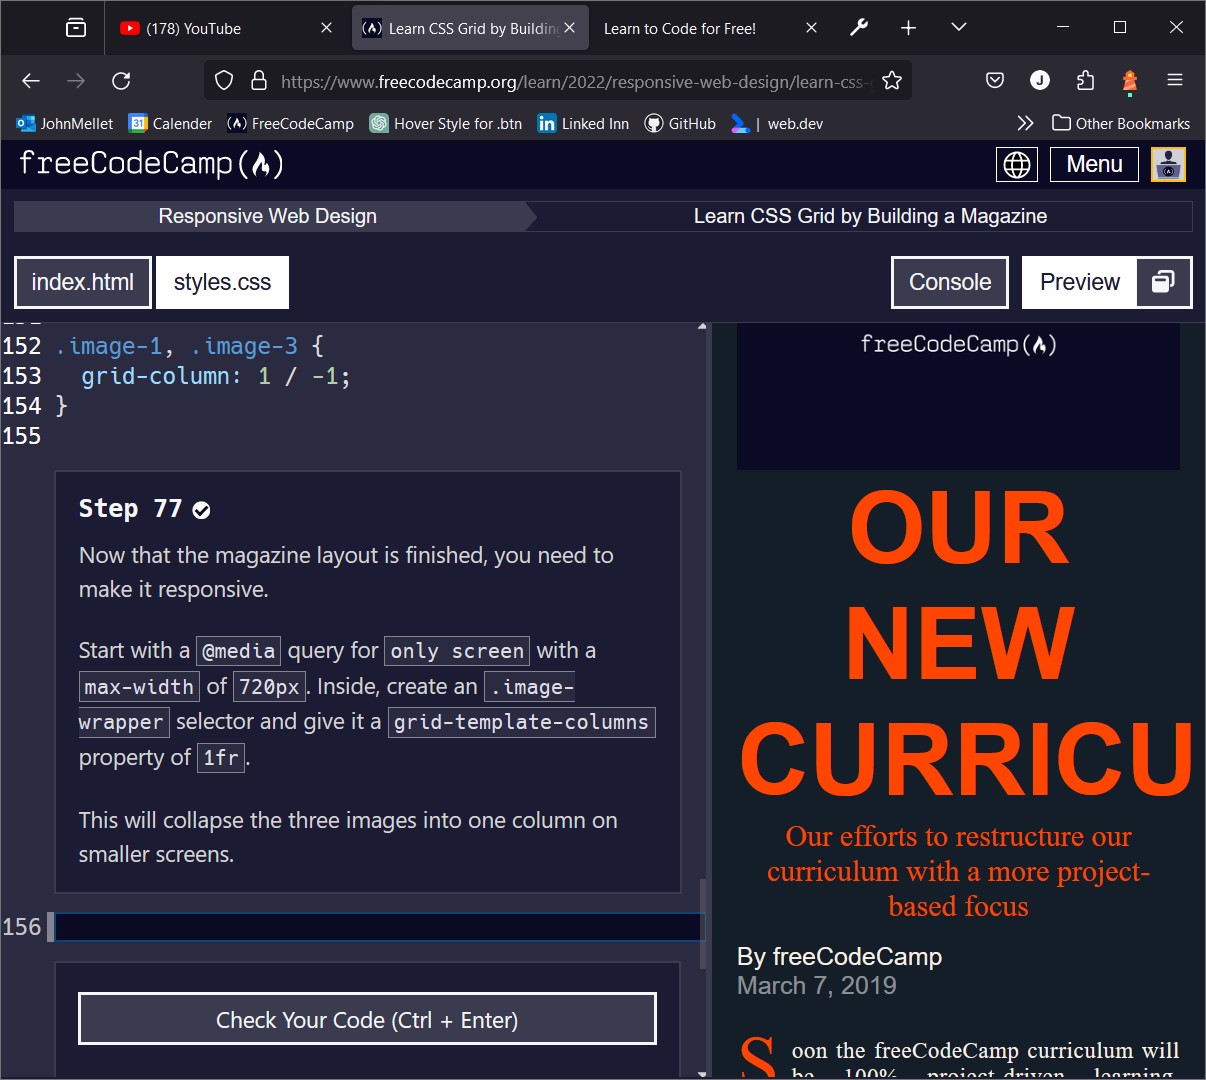 (178) YouTube
Learn CSS Grid by Building
Learn to Code for Free!
https://www.freecodecamp.org/learn/2022/responsive-web-design/learn-css-
JohnMellet
31 Calender
FreeCodeCamp
Hover Style for .btn
Linked Inn
GitHub
| web.dev
Other Bookmarks
freeCodeCamp
Menu
Responsive Web Design
Learn CSS Grid by Building a Magazine
index.html
styles.css
Console
Preview
152 .image-1, .image-3 {
153 grid-column: 1 / -1;
154 }
155
Step 77
Now that the magazine layout is finished, you need to
make it responsive.
Start with a @media query for only screen with a
max-width of 720px. Inside, create an .image-
wrapper selector and give it a grid-template-columns
property of 1fr.
This will collapse the three images into one column on
smaller screens.
156
Check Your Code (Ctrl + Enter)
freeCodeCamp
OUR
NEW
CURRICU
Our efforts to restructure our
curriculum with a more project-
based focus
By freeCodeCamp
March 7, 2019
Soon the freeCodeCamp curriculum will
be 100% project-driven learning.